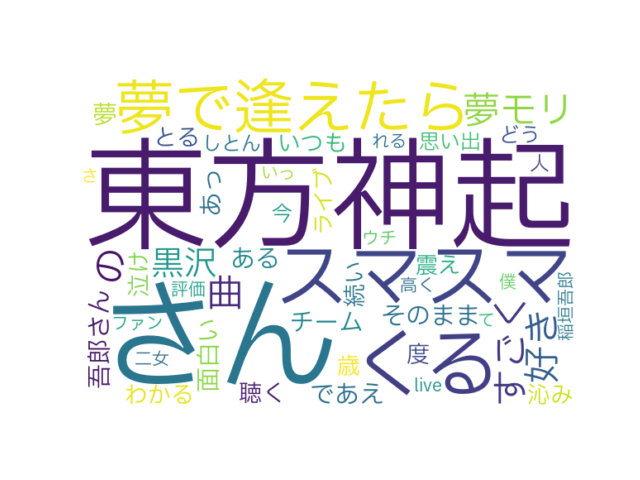 夢 夢で逢えたら 夢モリ
とる しとん いつも れる 思い出 どう
さ あっ いっ 今 ライブ 人
東方神起
ウチ
の 泣け 黒沢 ある スマスマ 震え
評価 曲 続い 高く 僕 稲垣吾郎
吾郎さん ファン さん チーム そのまま て すごく 好き
二女 面白い 歳 度 くる
わかる 聴く であえ live 沁み